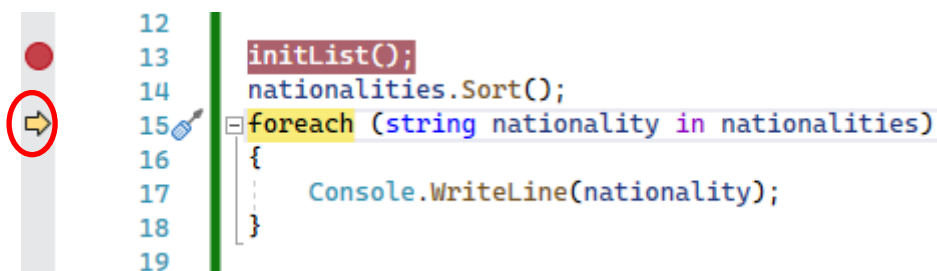 12
13 initList();
14 nationalities.Sort();
15 foreach (string nationality in nationalities)
16 {
17 Console.WriteLine(nationality);
18 }
19